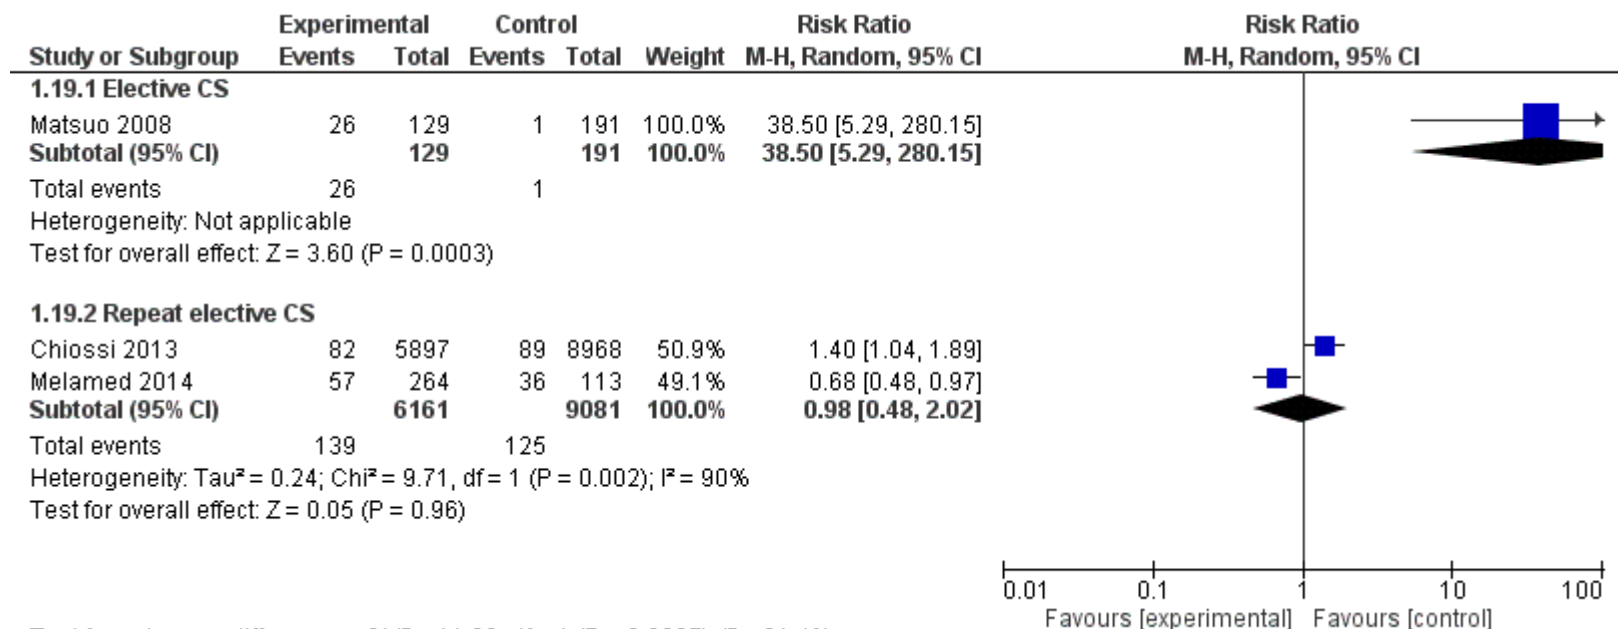 Experimental Control Risk Ratio Risk Ratio
Study or Subgroup Events Total Events Total Weight M-H, Random, 95% CI M-H, Random, 95% CI
1.19.1 Elective CS
Matsuo 2008 26 129 1 191 100.0% 38.50 [5.29, 280.15]
Subtotal (95% CI) 129 191 100.0% 38.50 [5.29, 280.15]
Total events 26 1
Heterogeneity: Not applicable
Test for overall effect: Z = 3.60 (P = 0.0003)
1.19.2 Repeat elective CS
Chiossi 2013 82 5897 89 8968 50.9% 1.40 [1.04, 1.89]
Melamed 2014 57 264 36 113 49.1% 0.68 [0.48, 0.97]
Subtotal (95% CI) 6161 9081 100.0% 0.98 [0.48, 2.02]
Total events 139 125
Heterogeneity: Tau² = 0.24; Chi² = 9.71, df = 1 (P = 0.002); I² = 90%
Test for overall effect: Z = 0.05 (P = 0.96)
0.01 0.1 1 10 100
Favours [experimental] Favours [control]